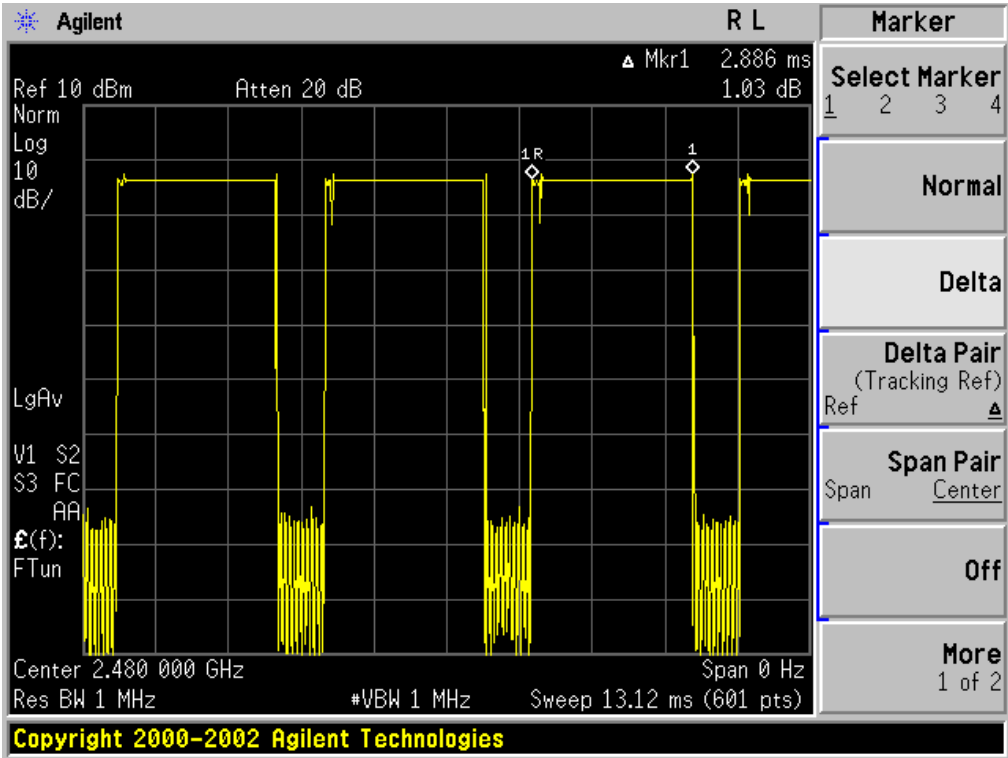 Agilent R L Marker
Δ Mkr1 2.886 ms
Ref 10 dBm Atten 20 dB 1.03 dB
Norm
Log
10
dB/
1R 1
LgAv
V1 S2
S3 FC
AA
£(f):
FTun
Center 2.480 000 GHz Span 0 Hz
Res BW 1 MHz #VBW 1 MHz Sweep 13.12 ms (601 pts)
Copyright 2000-2002 Agilent Technologies
Select Marker
1 2 3 4
Normal
Delta
Delta Pair
(Tracking Ref)
Ref Δ
Span Pair
Span Center
Off
More
1 of 2